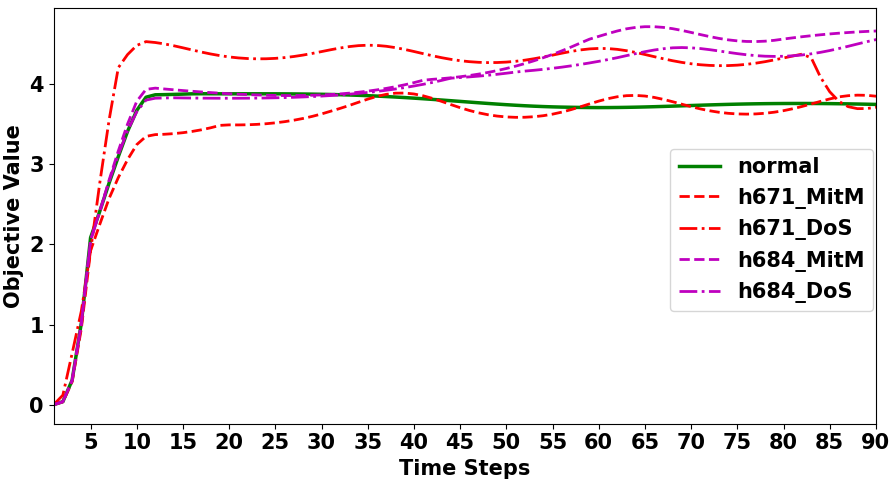 Objective Value
4
3
2
1
0
normal
h671_MitM
h671_DoS
h684_MitM
h684_DoS
5 10 15 20 25 30 35 40 45 50 55 60 65 70 75 80 85 90
Time Steps